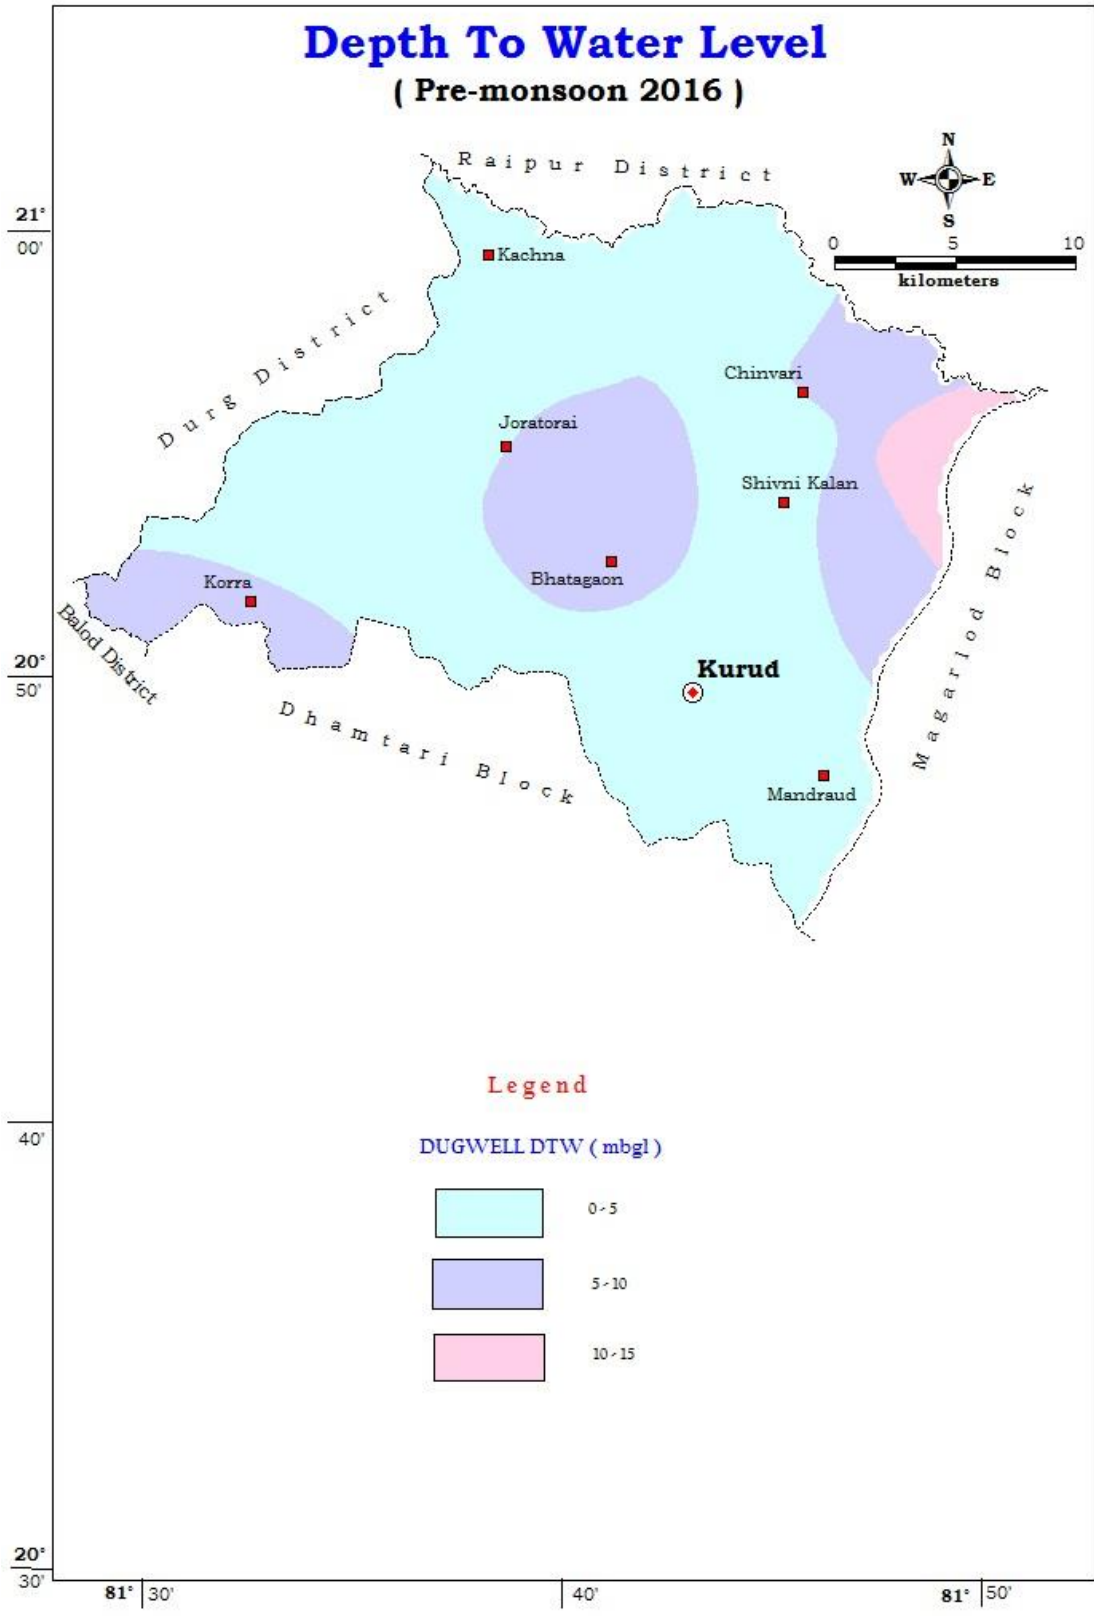 Depth To Water Level
( Pre-monsoon 2016 )
Raipur District
N
W E
S
21°
00'
0 5 10
kilometers
Kachna
Durg District
Chinvari
Joratorai
Shivni Kalan
Magarlod Block
Korra
Bhatagaon
Balod District
20°
50'
Kurud
Dhamtari Block
Mandraud
Legend
40'
DUGWELL DTW ( mbgl )
0-5
5-10
10-15
20°
30'
81° 30' 40' 81° 50'